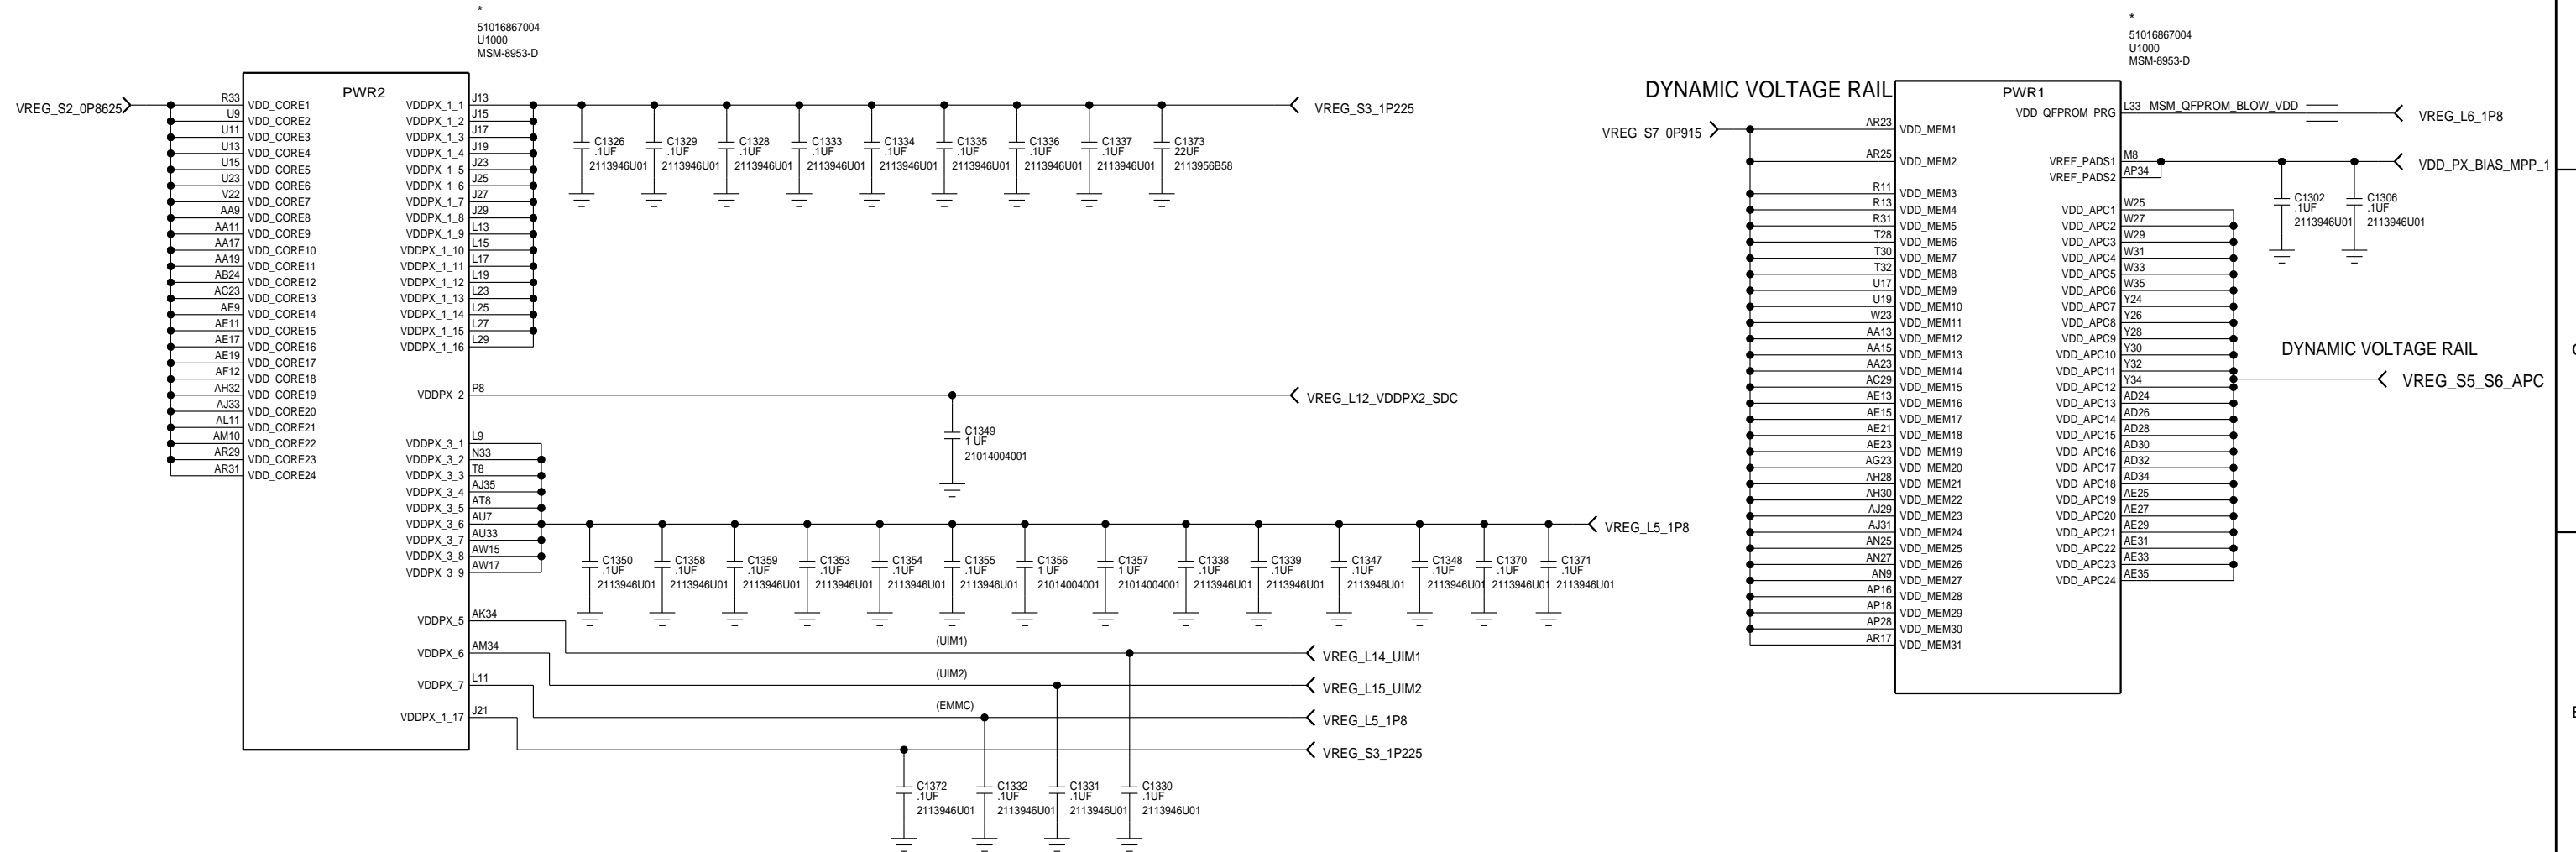 *
51016867004
U1000
MSM-8953-D
PWR2
VREG_S2_0P8625
R33 VDD_CORE1
U9 VDD_CORE2
U11 VDD_CORE3
U13 VDD_CORE4
U15 VDD_CORE5
U23 VDD_CORE6
V22 VDD_CORE7
AA9 VDD_CORE8
AA11 VDD_CORE9
AA17 VDD_CORE10
AA19 VDD_CORE11
AB24 VDD_CORE12
AC23 VDD_CORE13
AE9 VDD_CORE14
AE11 VDD_CORE15
AE17 VDD_CORE16
AE19 VDD_CORE17
AF12 VDD_CORE18
AH32 VDD_CORE19
AJ33 VDD_CORE20
AL11 VDD_CORE21
AM10 VDD_CORE22
AR29 VDD_CORE23
AR31 VDD_CORE24
VDDPX_1_1 J13
VDDPX_1_2 J15
VDDPX_1_3 J17
VDDPX_1_4 J19
VDDPX_1_5 J23
VDDPX_1_6 J25
VDDPX_1_7 J27
VDDPX_1_8 J29
VDDPX_1_9 L13
VDDPX_1_10 L15
VDDPX_1_11 L17
VDDPX_1_12 L19
VDDPX_1_13 L23
VDDPX_1_14 L25
VDDPX_1_15 L27
VDDPX_1_16 L29
VDDPX_2 P8
VDDPX_3_1 L9
VDDPX_3_2 N33
VDDPX_3_3 T8
VDDPX_3_4 AJ35
VDDPX_3_5 AT8
VDDPX_3_6 AU7
VDDPX_3_7 AU33
VDDPX_3_8 AW15
VDDPX_3_9 AW17
VDDPX_5 AK34
VDDPX_6 AM34
VDDPX_7 L11
VDDPX_1_17 J21
VREG_S3_1P225
C1326 C1329 C1328 C1333 C1334 C1335 C1336 C1337 C1373
.1UF .1UF .1UF .1UF .1UF .1UF .1UF .1UF 22UF
2113946U01 2113946U01 2113946U01 2113946U01 2113946U01 2113946U01 2113946U01 2113946U01 2113956B58
VREG_L12_VDDPX2_SDC
C1349
1 UF
21014004001
VREG_L5_1P8
C1350 C1358 C1359 C1353 C1354 C1355 C1356 C1357 C1338 C1339 C1347 C1348 C1370 C1371
.1UF .1UF .1UF .1UF .1UF .1UF 1 UF 1 UF .1UF .1UF .1UF .1UF .1UF .1UF
2113946U01 2113946U01 2113946U01 2113946U01 2113946U01 2113946U01 21014004001 21014004001 2113946U01 2113946U01 2113946U01 2113946U01 2113946U01 2113946U01
(UIM1)
VREG_L14_UIM1
(UIM2)
VREG_L15_UIM2
(EMMC)
VREG_L5_1P8
VREG_S3_1P225
C1372 C1332 C1331 C1330
.1UF .1UF .1UF .1UF
2113946U01 2113946U01 2113946U01 2113946U01
*
51016867004
U1000
MSM-8953-D
DYNAMIC VOLTAGE RAIL
PWR1
VREG_S7_0P915
AR23 VDD_MEM1
AR25 VDD_MEM2
R11 VDD_MEM3
R13 VDD_MEM4
R31 VDD_MEM5
T28 VDD_MEM6
T30 VDD_MEM7
T32 VDD_MEM8
U17 VDD_MEM9
U19 VDD_MEM10
W23 VDD_MEM11
AA13 VDD_MEM12
AA15 VDD_MEM13
AA23 VDD_MEM14
AC29 VDD_MEM15
AE13 VDD_MEM16
AE15 VDD_MEM17
AE21 VDD_MEM18
AE23 VDD_MEM19
AG23 VDD_MEM20
AH28 VDD_MEM21
AH30 VDD_MEM22
AJ29 VDD_MEM23
AJ31 VDD_MEM24
AN25 VDD_MEM25
AN27 VDD_MEM26
AN9 VDD_MEM27
AP16 VDD_MEM28
AP18 VDD_MEM29
AP28 VDD_MEM30
AR17 VDD_MEM31
VDD_QFPROM_PRG L33 MSM_QFPROM_BLOW_VDD VREG_L6_1P8
VREF_PADS1 M8 VDD_PX_BIAS_MPP_1
VREF_PADS2 AP34
C1302 C1306
.1UF .1UF
2113946U01 2113946U01
VDD_APC1 W25
VDD_APC2 W27
VDD_APC3 W29
VDD_APC4 W31
VDD_APC5 W33
VDD_APC6 W35
VDD_APC7 Y24
VDD_APC8 Y26
VDD_APC9 Y28
VDD_APC10 Y30
VDD_APC11 Y32
VDD_APC12 Y34
VDD_APC13 AD24
VDD_APC14 AD26
VDD_APC15 AD28
VDD_APC16 AD30
VDD_APC17 AD32
VDD_APC18 AD34
VDD_APC19 AE25
VDD_APC20 AE27
VDD_APC21 AE29
VDD_APC22 AE31
VDD_APC23 AE33
VDD_APC24 AE35
DYNAMIC VOLTAGE RAIL
VREG_S5_S6_APC